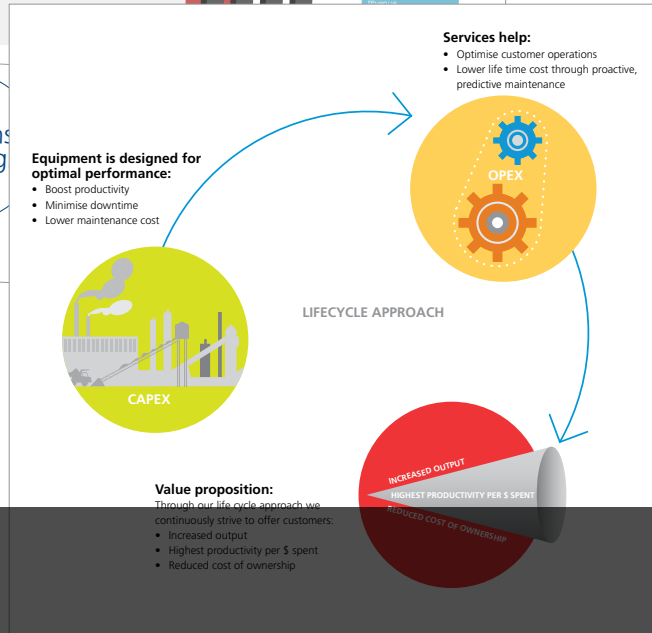 Services help:
• Optimise customer operations
• Lower life time cost through proactive,
predictive maintenance
Equipment is designed for
optimal performance:
• Boost productivity
• Minimise downtime
• Lower maintenance cost
OPEX
LIFECYCLE APPROACH
CAPEX
INCREASED OUTPUT
HIGHEST PRODUCTIVITY PER $ SPENT
REDUCED COST OF OWNERSHIP
Value proposition:
Through our life cycle approach we
continuously strive to offer customers:
• Increased output
• Highest productivity per $ spent
• Reduced cost of ownership